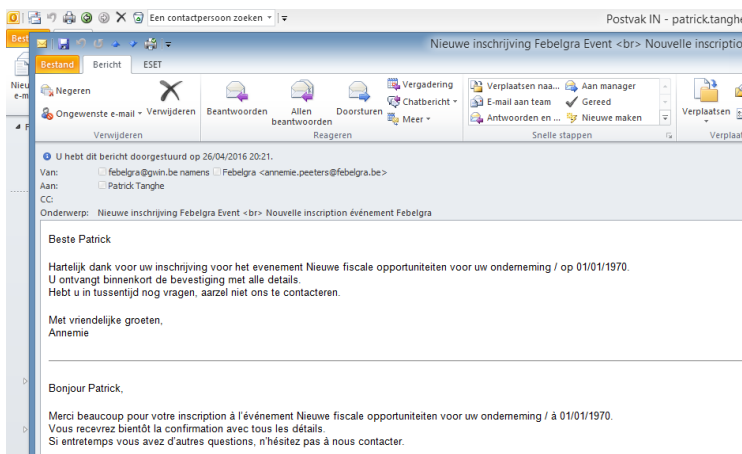 Een contactpersoon zoeken
Postvak IN - patrick.tanghe
Best
Nieuwe inschrijving Febelgra Event <br> Nouvelle inscriptio
Bestand Bericht ESET
Nieu
e-m
Negeren
Ongewenste e-mail
Verwijderen
Beantwoorden
Allen
beantwoorden
Doorsturen
Vergadering
Chatbericht
Meer
Verplaatsen naa...
Aan manager
E-mail aan team
Gereed
Antwoorden en ...
Nieuwe maken
Verplaatsen
Verwijderen
Reageren
Snelle stappen
Verplaat
U hebt dit bericht doorgestuurd op 26/04/2016 20:21.
Van: febelgra@gwin.be namens Febelgra <annemie.peeters@febelgra.be>
Aan: Patrick Tanghe
CC:
Onderwerp: Nieuwe inschrijving Febelgra Event <br> Nouvelle inscription événement Febelgra
Beste Patrick
Hartelijk dank voor uw inschrijving voor het evenement Nieuwe fiscale opportuniteiten voor uw onderneming / op 01/01/1970.
U ontvangt binnenkort de bevestiging met alle details.
Hebt u in tussentijd nog vragen, aarzel niet ons te contacteren.
Met vriendelijke groeten,
Annemie
Bonjour Patrick,
Merci beaucoup pour votre inscription à l'événement Nieuwe fiscale opportuniteiten voor uw onderneming / à 01/01/1970.
Vous recevrez bientôt la confirmation avec tous les détails.
Si entretemps vous avez d'autres questions, n'hésitez pas à nous contacter.